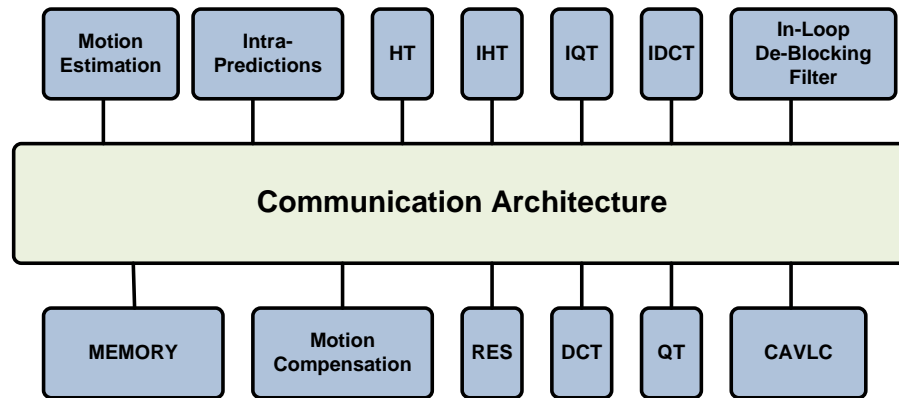 Motion
Estimation
Intra-
Predictions
HT
IHT
IQT
IDCT
In-Loop
De-Blocking
Filter
Communication Architecture
MEMORY
Motion
Compensation
RES
DCT
QT
CAVLC